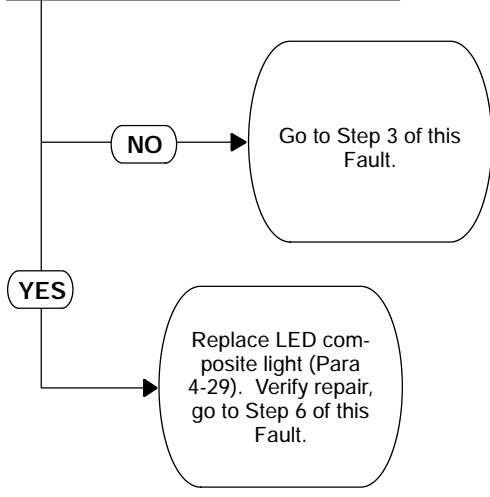 NO
Go to Step 3 of this
Fault.
YES
Replace LED com-
posite light (Para
4-29).  Verify repair,
go to Step 6 of this
Fault.